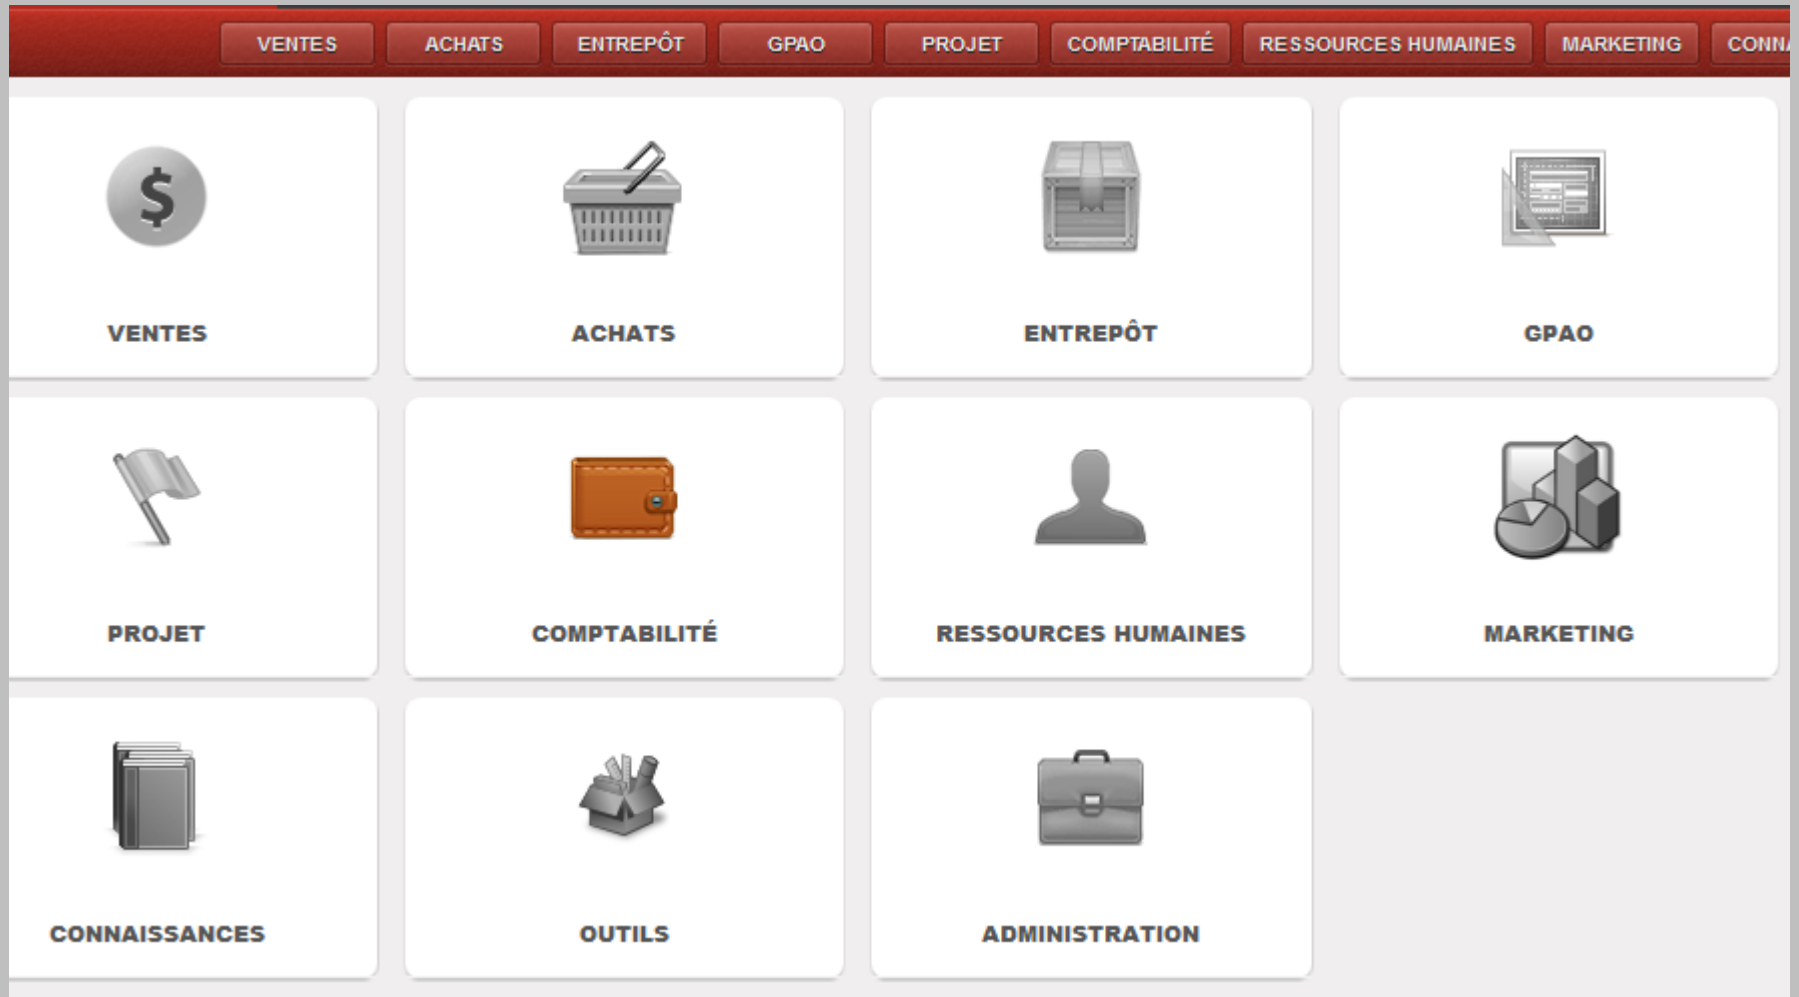 VENTES ACHATS ENTREPÔT GPAO PROJET COMPTABILITÉ RESSOURCES HUMAINES MARKETING
$
VENTES ACHATS ENTREPÔT GPAO
PROJET COMPTABILITÉ RESSOURCES HUMAINES MARKETING
CONNAISSANCES OUTILS ADMINISTRATION